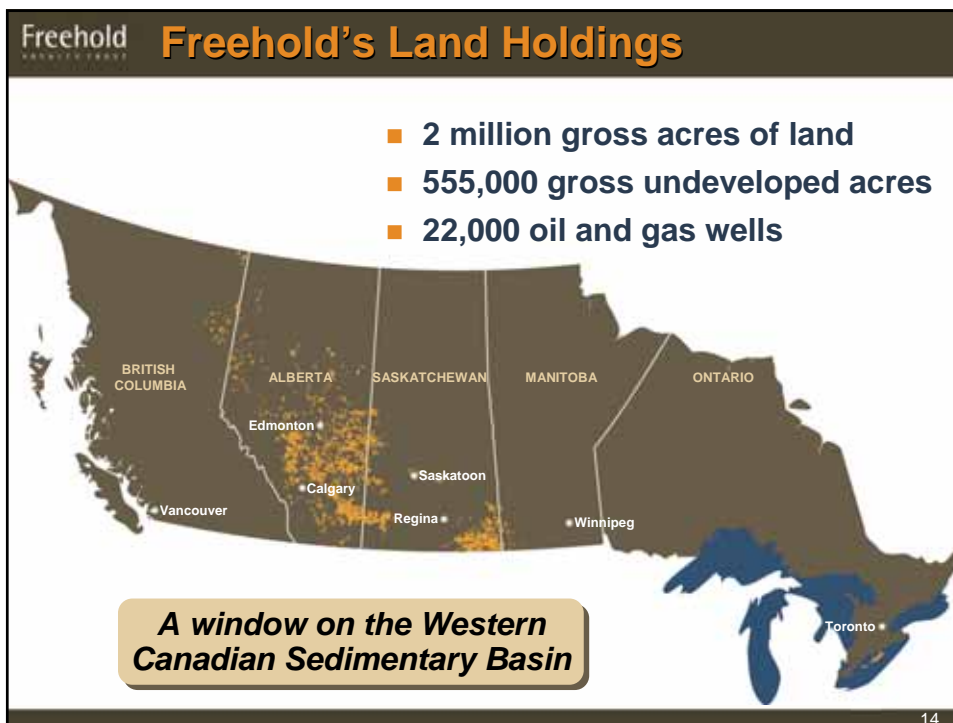 Freehold
ROYALTY TRUST
Freehold's Land Holdings
■ 2 million gross acres of land
■ 555,000 gross undeveloped acres
■ 22,000 oil and gas wells
BRITISH
COLUMBIA
ALBERTA
SASKATCHEWAN
MANITOBA
ONTARIO
Edmonton
Saskatoon
Calgary
Vancouver
Regina
Winnipeg
Toronto
A window on the Western
Canadian Sedimentary Basin
14